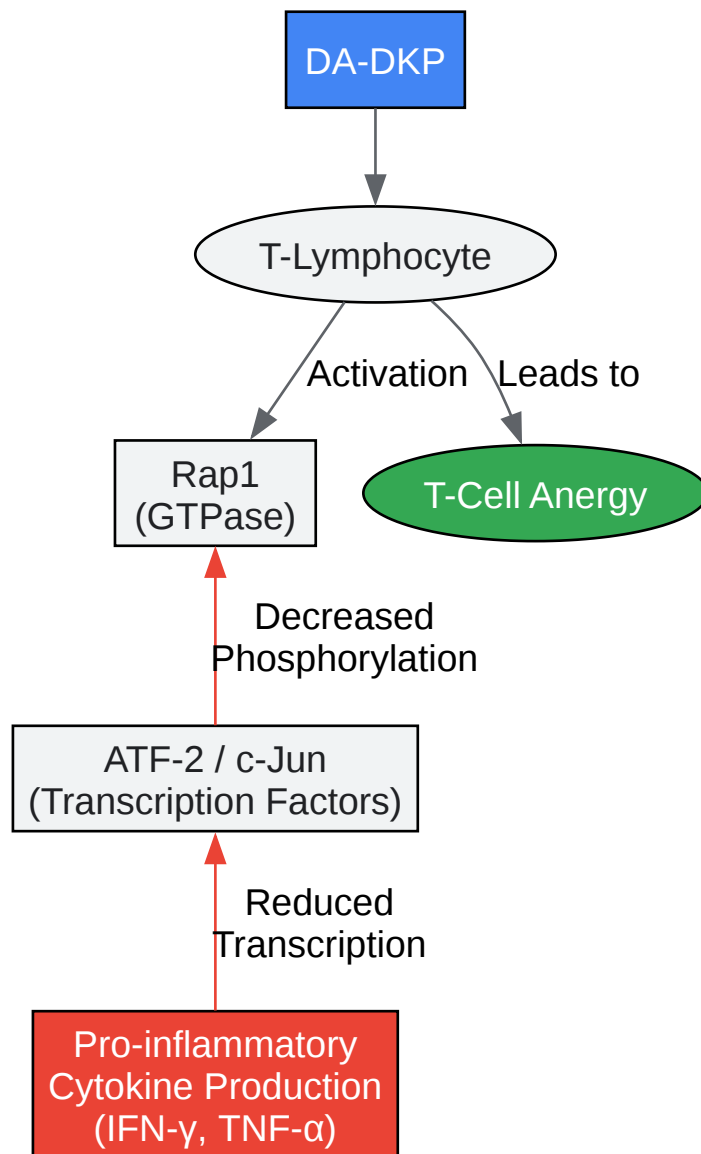 DA-DKP
T-Lymphocyte
Activation
Leads to
Rap1
(GTPase)
T-Cell Anergy
Decreased
Phosphorylation
ATF-2 / c-Jun
(Transcription Factors)
Reduced
Transcription
Pro-inflammatory
Cytokine Production
(IFN-γ, TNF-α)